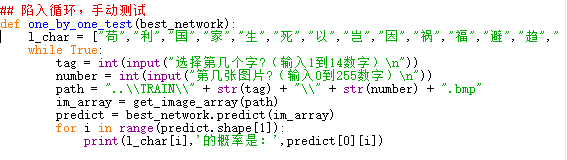 ## 陷入循环，手动测试
def one_by_one_test(best_network):
l_char = ["苟","利","国","家","生","死","以","岂","因","祸","福","避","趋","
while True:
tag = int(input("选择第几个字?（输入1到14数字）\n"))
number = int(input("第几张图片?（输入0到255数字）\n"))
path = "..\\TRAIN\\" + str(tag) + "\\" + str(number) + ".bmp"
im_array = get_image_array(path)
predict = best_network.predict(im_array)
for i in range(predict.shape[1]):
print(l_char[i],'的概率是：',predict[0][i])